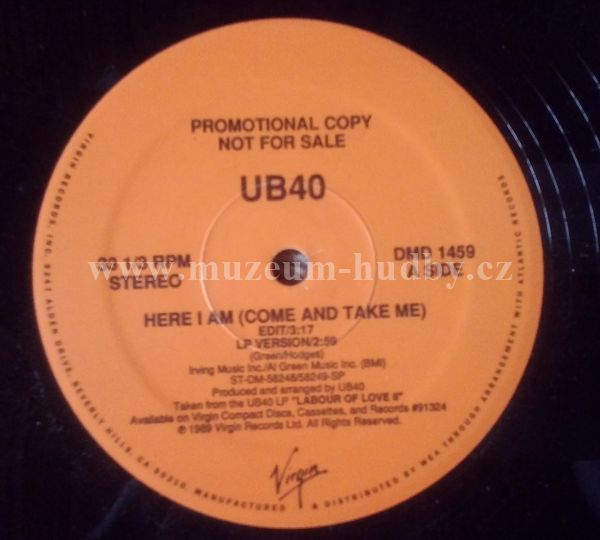 PROMOTIONAL COPY
NOT FOR SALE
UB40
33 1/3 RPM
STEREO
DMD 1459
A SIDE
www.muzeum-hudby.cz
HERE I AM (COME AND TAKE ME)
EDIT/3:17
LP VERSION/2:59
(Green/Hodges)
Irving Music Inc./Al Green Music Inc. (BMI)
ST-DM-58248/58249-SP
Produced and arranged by UB40
Taken from the UB40 LP "LABOUR OF LOVE II"
Available on Virgin Compact Discs, Cassettes, and Records #91324
℗ 1989 Virgin Records Ltd. All Rights Reserved.
Virgin
VIRGIN RECORDS, INC. 9247 ALDEN DRIVE, BEVERLY HILLS, CA 90210. MANUFACTURED & DISTRIBUTED BY WEA THROUGH ARRANGEMENT WITH ATLANTIC RECORDS